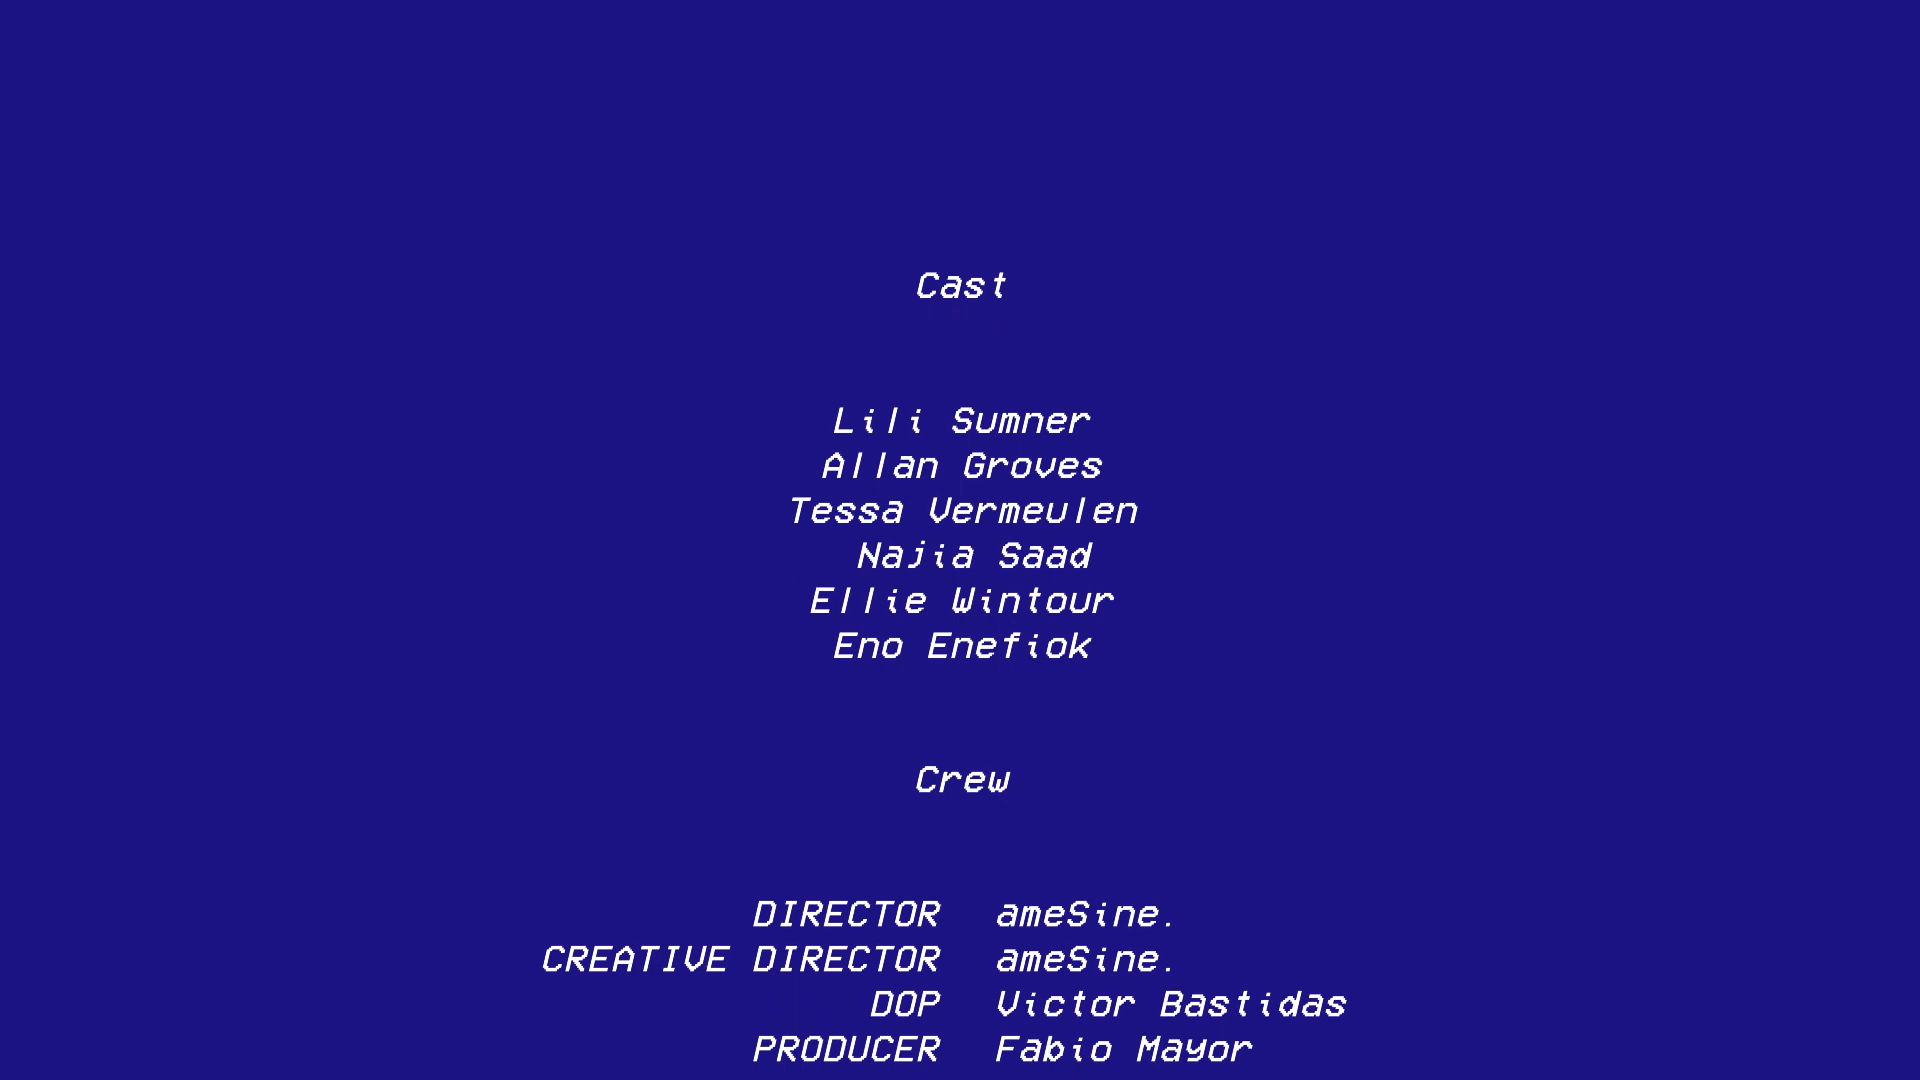 Cast
Lili Sumner
Allan Groves
Tessa Vermeulen
Najia Saad
Ellie Wintour
Eno Enefiok
Crew
DIRECTOR ameSine.
CREATIVE DIRECTOR ameSine.
DOP Victor Bastidas
PRODUCER Fabio Mayor